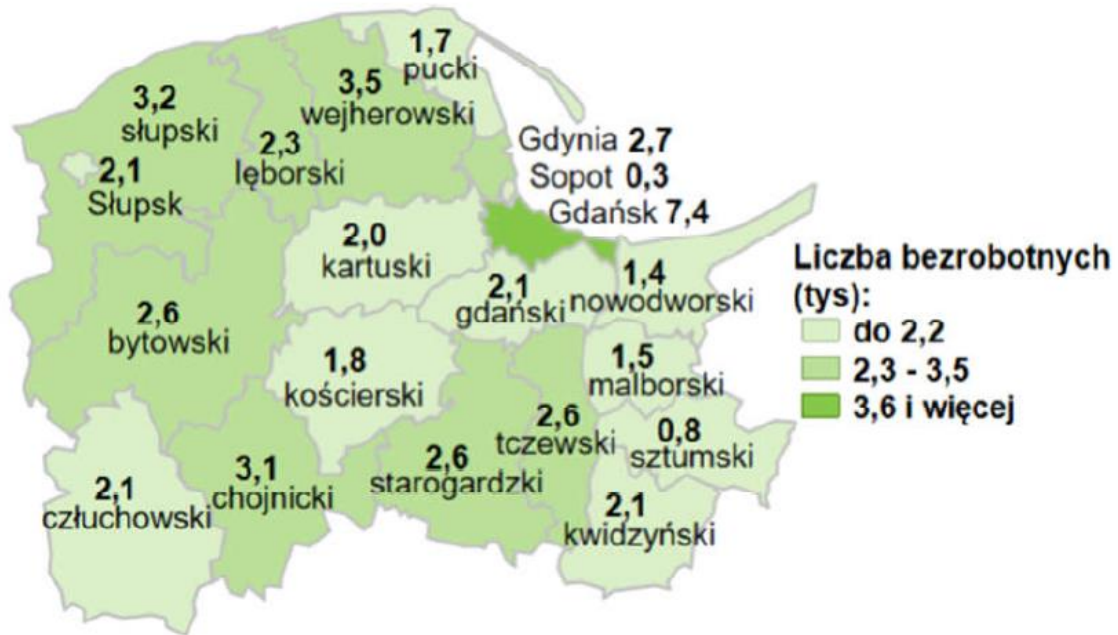 1,7
pucki
3,2
słupski
3,5
wejherowski
2,3
lęborski
2,1
Słupsk
Gdynia 2,7
Sopot 0,3
Gdańsk 7,4
2,0
kartuski
2,1
gdański
1,4
nowodworski
2,6
bytowski
1,8
kościerski
1,5
malborski
2,6
tczewski
0,8
sztumski
2,1
człuchowski
3,1
chojnicki
2,6
starogardzki
2,1
kwidzyński
Liczba bezrobotnych
(tys):
do 2,2
2,3 - 3,5
3,6 i więcej